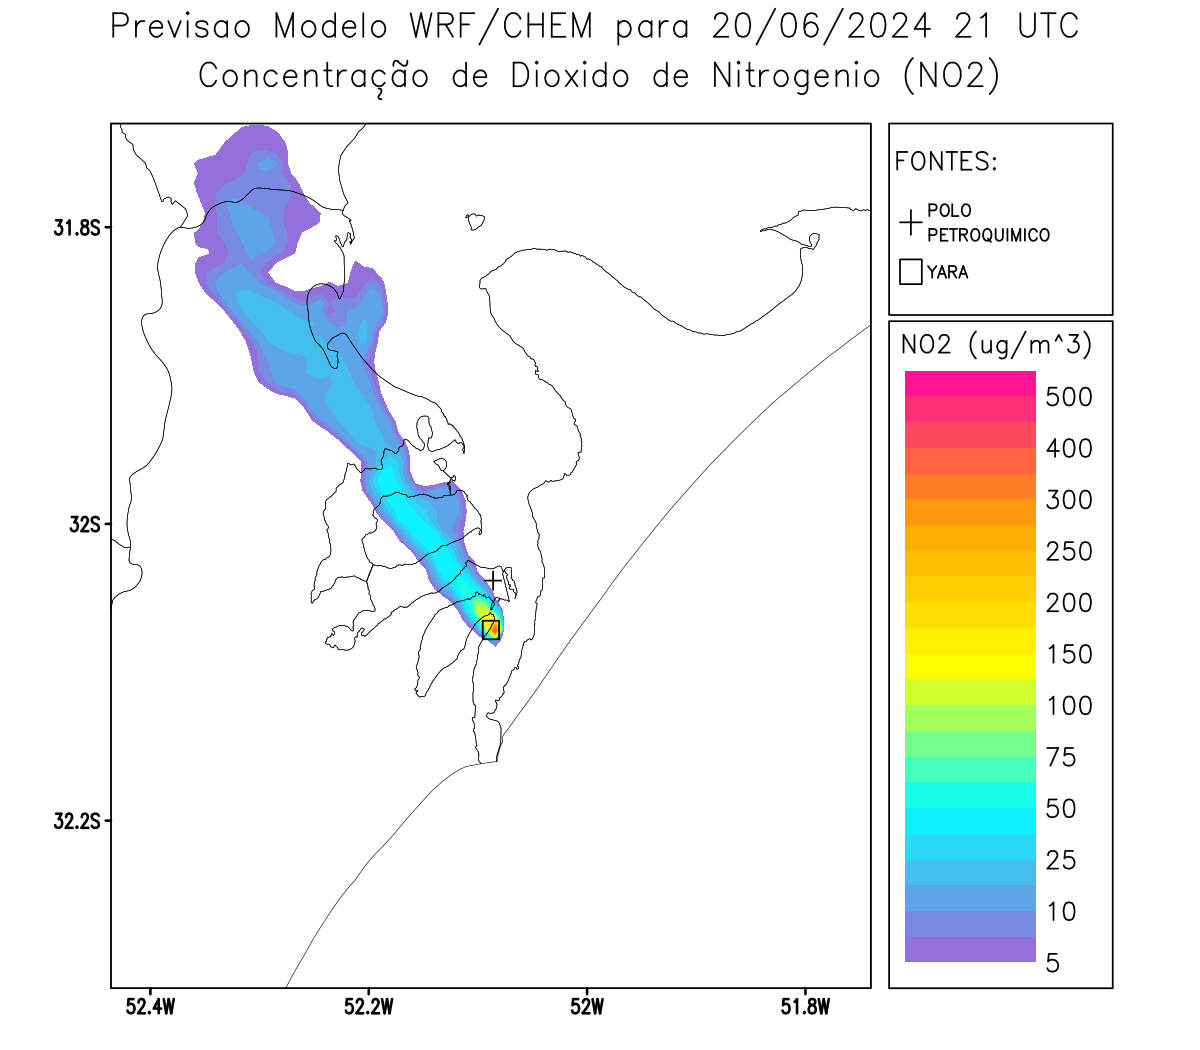 Previsao Modelo WRF/CHEM para 20/06/2024 21 UTC
Concentração de Dioxido de Nitrogenio (NO2)
FONTES:
POLO
PETROQUIMICO
YARA
NO2 (ug/m^3)
500
400
300
250
200
150
100
75
50
25
10
5
31.8S
32S
32.2S
52.4W
52.2W
52W
51.8W